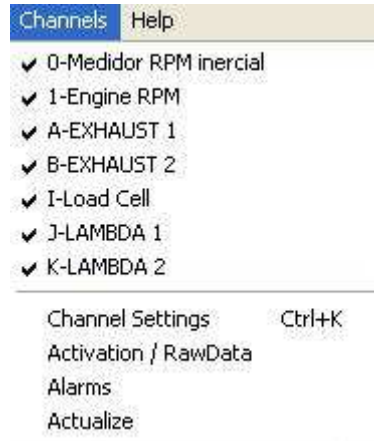 Channels Help
0-Medidor RPM inercial
1-Engine RPM
A-EXHAUST 1
B-EXHAUST 2
I-Load Cell
J-LAMBDA 1
K-LAMBDA 2
Channel Settings Ctrl+K
Activation / RawData
Alarms
Actualize